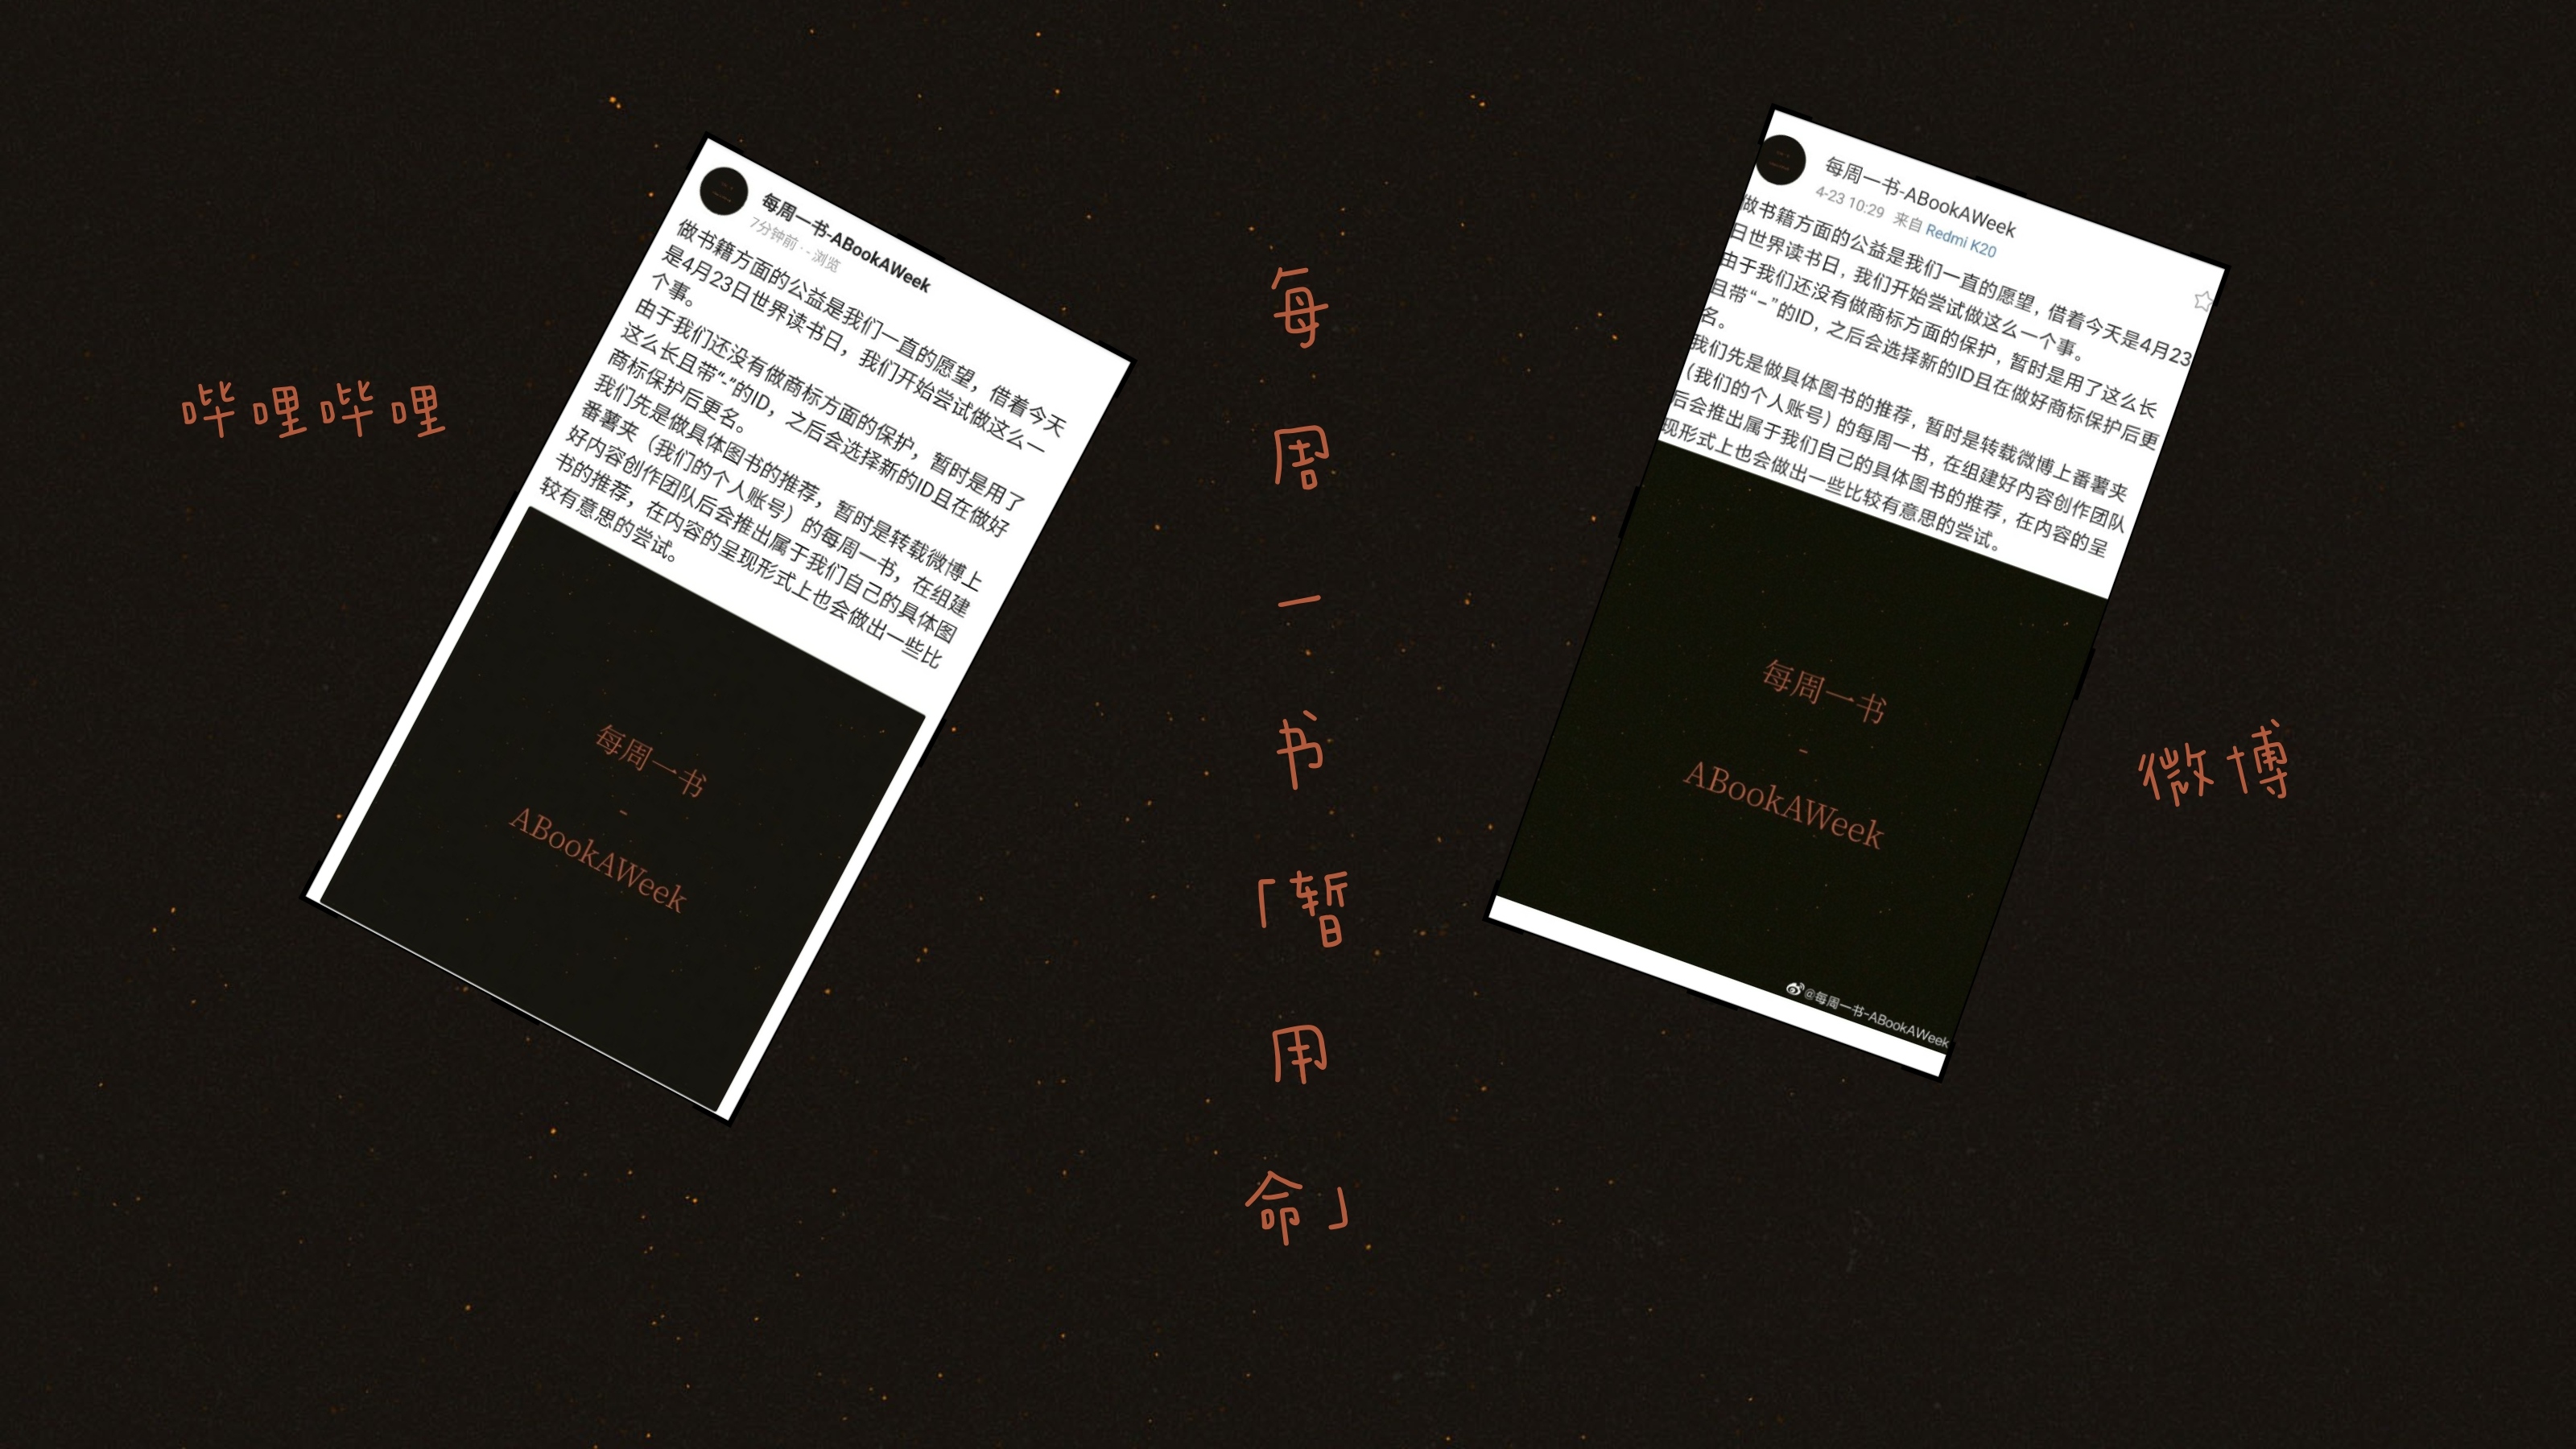 哔哩哔哩
每周一书-ABookAWeek
7分钟前 · - 浏览
做书籍方面的公益是我们一直的愿望，借着今天
是4月23日世界读书日，我们开始尝试做这么一
个事。
由于我们还没有做商标方面的保护，暂时是用了
这么长且带“-”的ID，之后会选择新的ID且在做好
商标保护后更名。
我们先是做具体图书的推荐，暂时是转载微博上
番薯夹（我们的个人账号）的每周一书，在组建
好内容创作团队后会推出属于我们自己的具体图
书的推荐，在内容的呈现形式上也会做出一些比
较有意思的尝试。
每周一书
-
ABookAWeek
每
周
一
书
「暂
用
命」
每周一书-ABookAWeek
4-23 10:29 来自 Redmi K20
做书籍方面的公益是我们一直的愿望，借着今天是4月23
日世界读书日，我们开始尝试做这么一个事。
由于我们还没有做商标方面的保护，暂时是用了这么长
且带“-”的ID，之后会选择新的ID且在做好商标保护后更
名。
我们先是做具体图书的推荐，暂时是转载微博上番薯夹
（我们的个人账号）的每周一书，在组建好内容创作团队
后会推出属于我们自己的具体图书的推荐，在内容的呈
现形式上也会做出一些比较有意思的尝试。
每周一书
-
ABookAWeek
@每周一书-ABookAWeek
微博